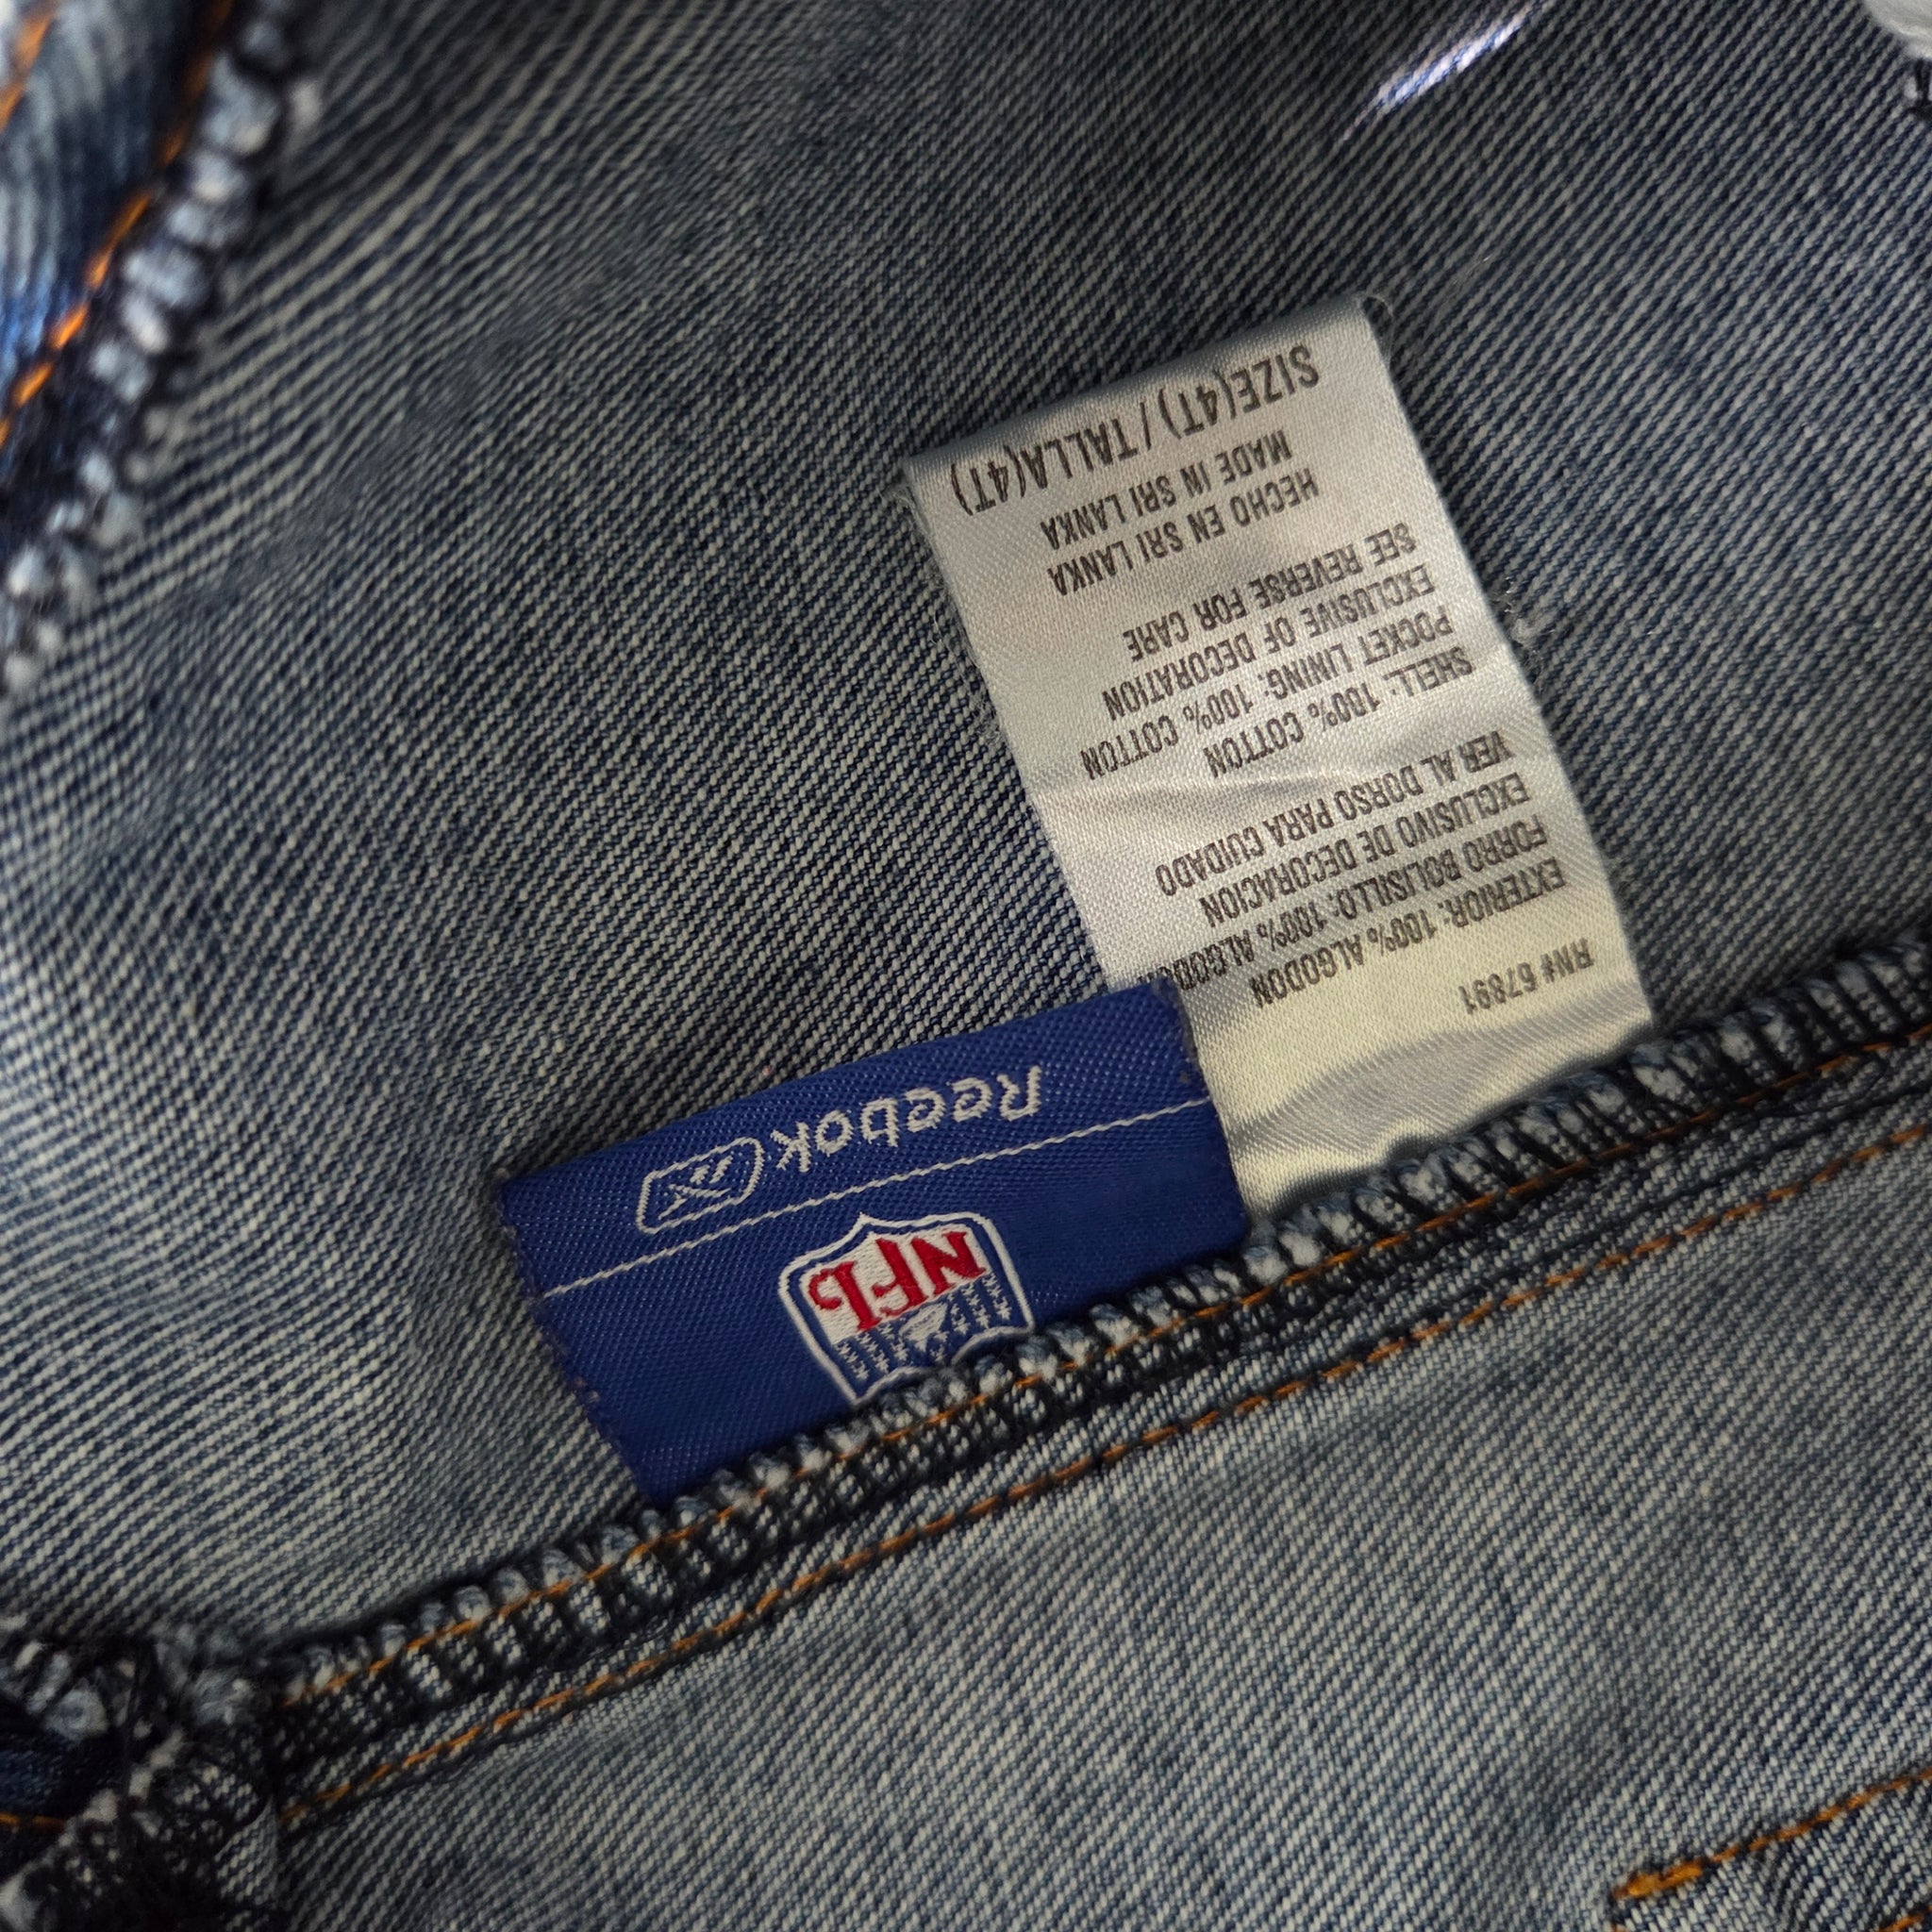 RN# 67891
EXTERIOR: 100% ALGODON
FORRO BOLISILLO: 100% ALGODON
EXCLUSIVO DE DECORACION
VER AL DORSO PARA CUIDADO
SHELL: 100% COTTON
POCKET LINING: 100% COTTON
EXCLUSIVE OF DECORATION
SEE REVERSE FOR CARE
HECHO EN SRI LANKA
MADE IN SRI LANKA
SIZE(4T) / TALLA(4T)
NFL
Reebok